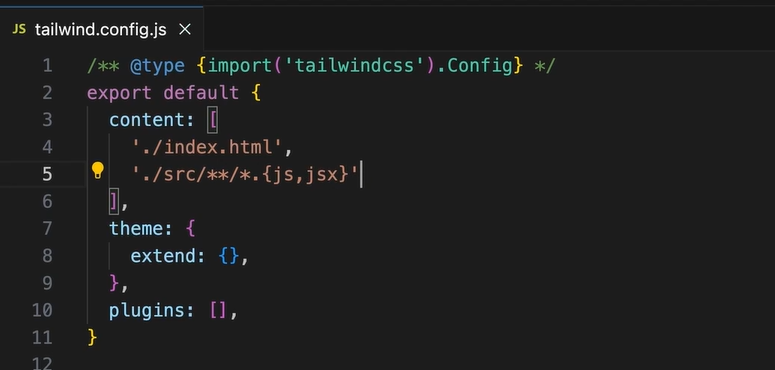 JS tailwind.config.js ×
1 /** @type {import('tailwindcss').Config} */
2 export default {
3 content: [
4 './index.html',
5 './src/**/*.{js,jsx}'
6 ],
7 theme: {
8 extend: {},
9 },
10 plugins: [],
11 }
12